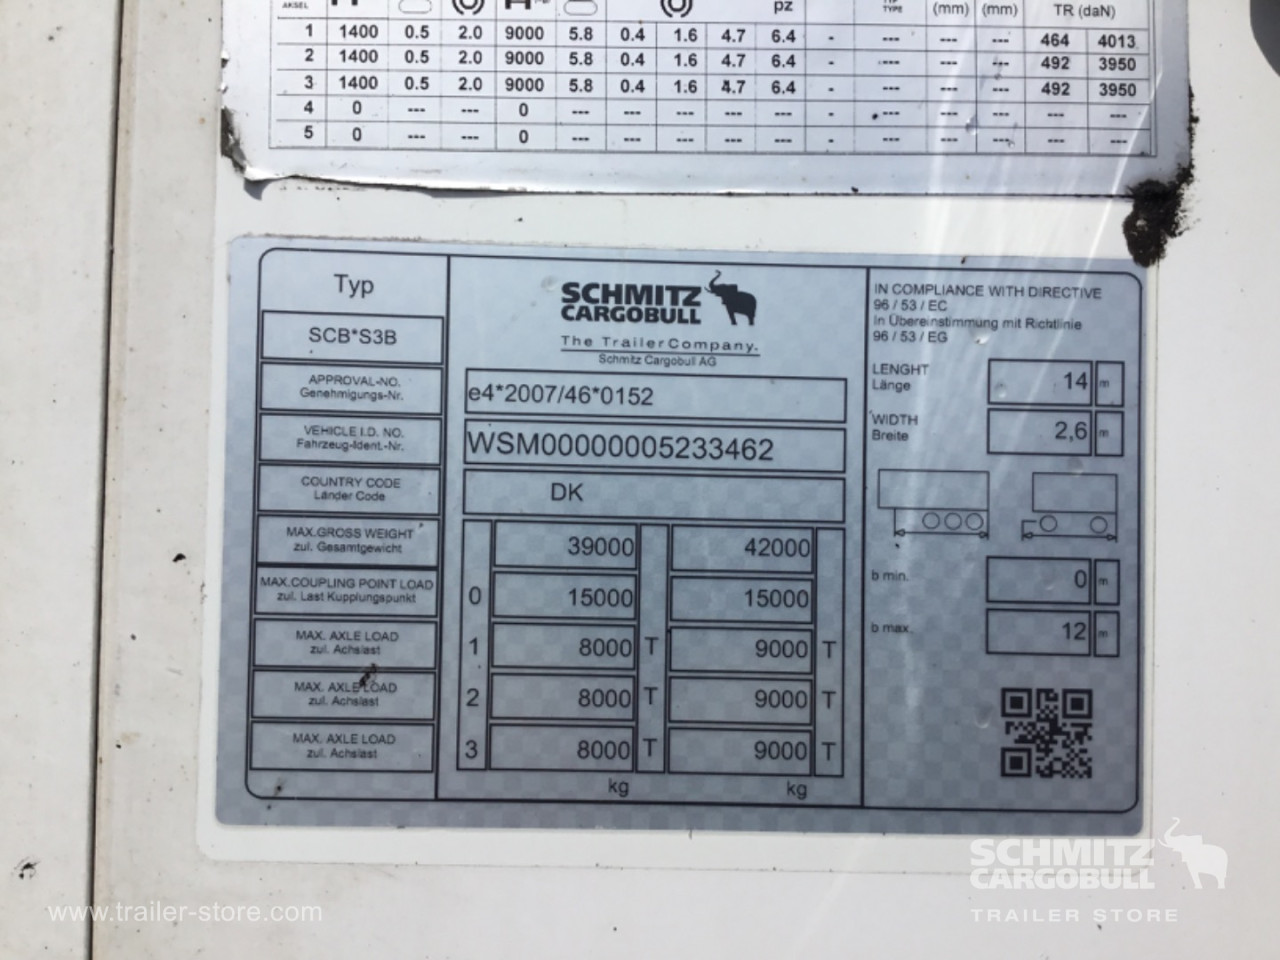 AKSEL pz TYPE (mm) (mm) TR (daN)
1 1400 0.5 2.0 9000 5.8 0.4 1.6 4.7 6.4 - --- --- --- 464 4013
2 1400 0.5 2.0 9000 5.8 0.4 1.6 4.7 6.4 - --- --- --- 492 3950
3 1400 0.5 2.0 9000 5.8 0.4 1.6 4.7 6.4 - --- --- --- 492 3950
4 0 --- --- 0 --- --- --- --- --- - --- --- --- --- ---
5 0 --- --- 0 --- --- --- --- --- - --- --- --- --- ---
Typ
SCB*S3B
SCHMITZ
CARGOBULL
The TrailerCompany.
Schmitz Cargobull AG
APPROVAL-NO.
Genehmigungs-Nr.
e4*2007/46*0152
VEHICLE I.D. NO.
Fahrzeug-Ident.-Nr.
WSM00000005233462
COUNTRY CODE
Länder Code
DK
MAX.GROSS WEIGHT
zul. Gesamtgewicht
39000 42000
MAX.COUPLING POINT LOAD
zul. Last Kupplungspunkt
0 15000 15000
MAX. AXLE LOAD
zul. Achslast
1 8000 T 9000 T
MAX. AXLE LOAD
zul. Achslast
2 8000 T 9000 T
MAX. AXLE LOAD
zul. Achslast
3 8000 T 9000 T
kg kg
IN COMPLIANCE WITH DIRECTIVE
96 / 53 / EC
In Übereinstimmung mit Richtlinie
96 / 53 / EG
LENGHT
Länge
14 m
WIDTH
Breite
2,6 m
b min. 0 m
b max. 12 m
SCHMITZ
CARGOBULL
TRAILER STORE
www.trailer-store.com